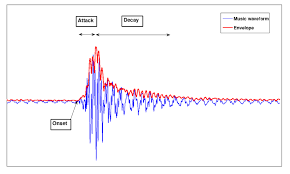 Attack
Decay
Music waveform
Envelope
Onset